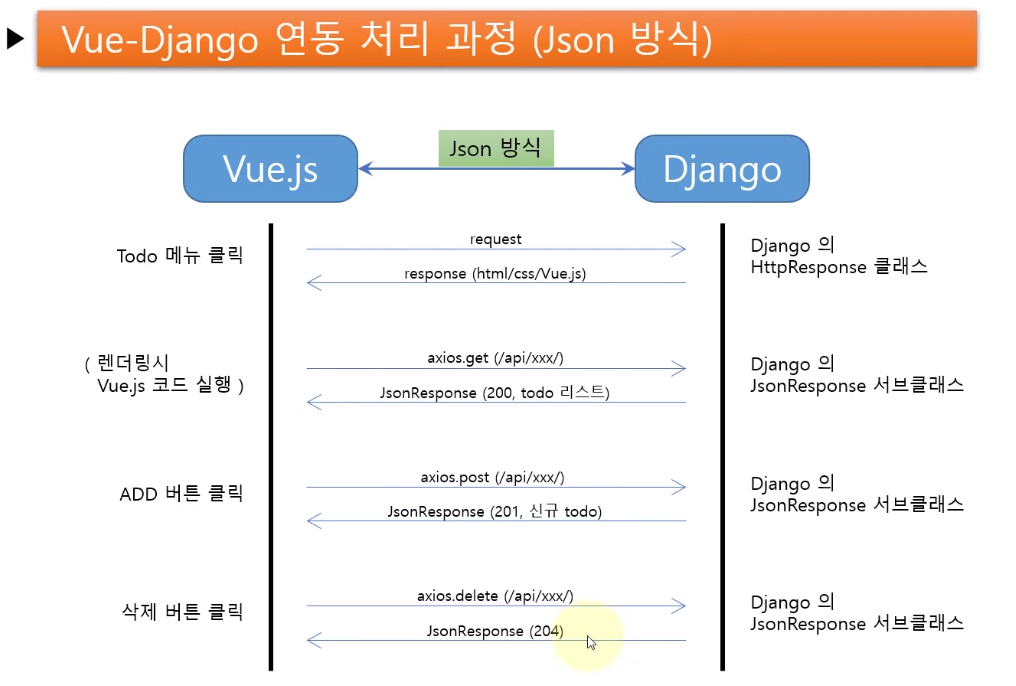 Vue-Django 연동 처리 과정 (Json 방식)
Json 방식
Vue.js
Django
Todo 메뉴 클릭
request
response (html/css/Vue.js)
Django 의
HttpResponse 클래스
( 렌더링시
Vue.js 코드 실행 )
axios.get (/api/xxx/)
JsonResponse (200, todo 리스트)
Django 의
JsonResponse 서브클래스
ADD 버튼 클릭
axios.post (/api/xxx/)
JsonResponse (201, 신규 todo)
Django 의
JsonResponse 서브클래스
삭제 버튼 클릭
axios.delete (/api/xxx/)
JsonResponse (204)
Django 의
JsonResponse 서브클래스